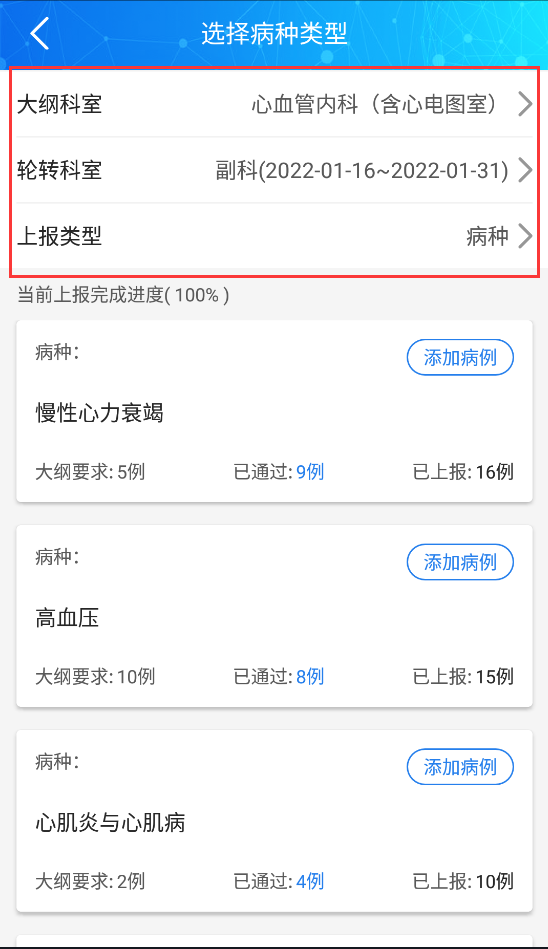 选择病种类型
大纲科室 心血管内科（含心电图室）
轮转科室 副科(2022-01-16~2022-01-31)
上报类型 病种
当前上报完成进度( 100% )
病种: 添加病例
慢性心力衰竭
大纲要求: 5例 已通过: 9例 已上报: 16例
病种: 添加病例
高血压
大纲要求: 10例 已通过: 8例 已上报: 15例
病种: 添加病例
心肌炎与心肌病
大纲要求: 2例 已通过: 4例 已上报: 10例